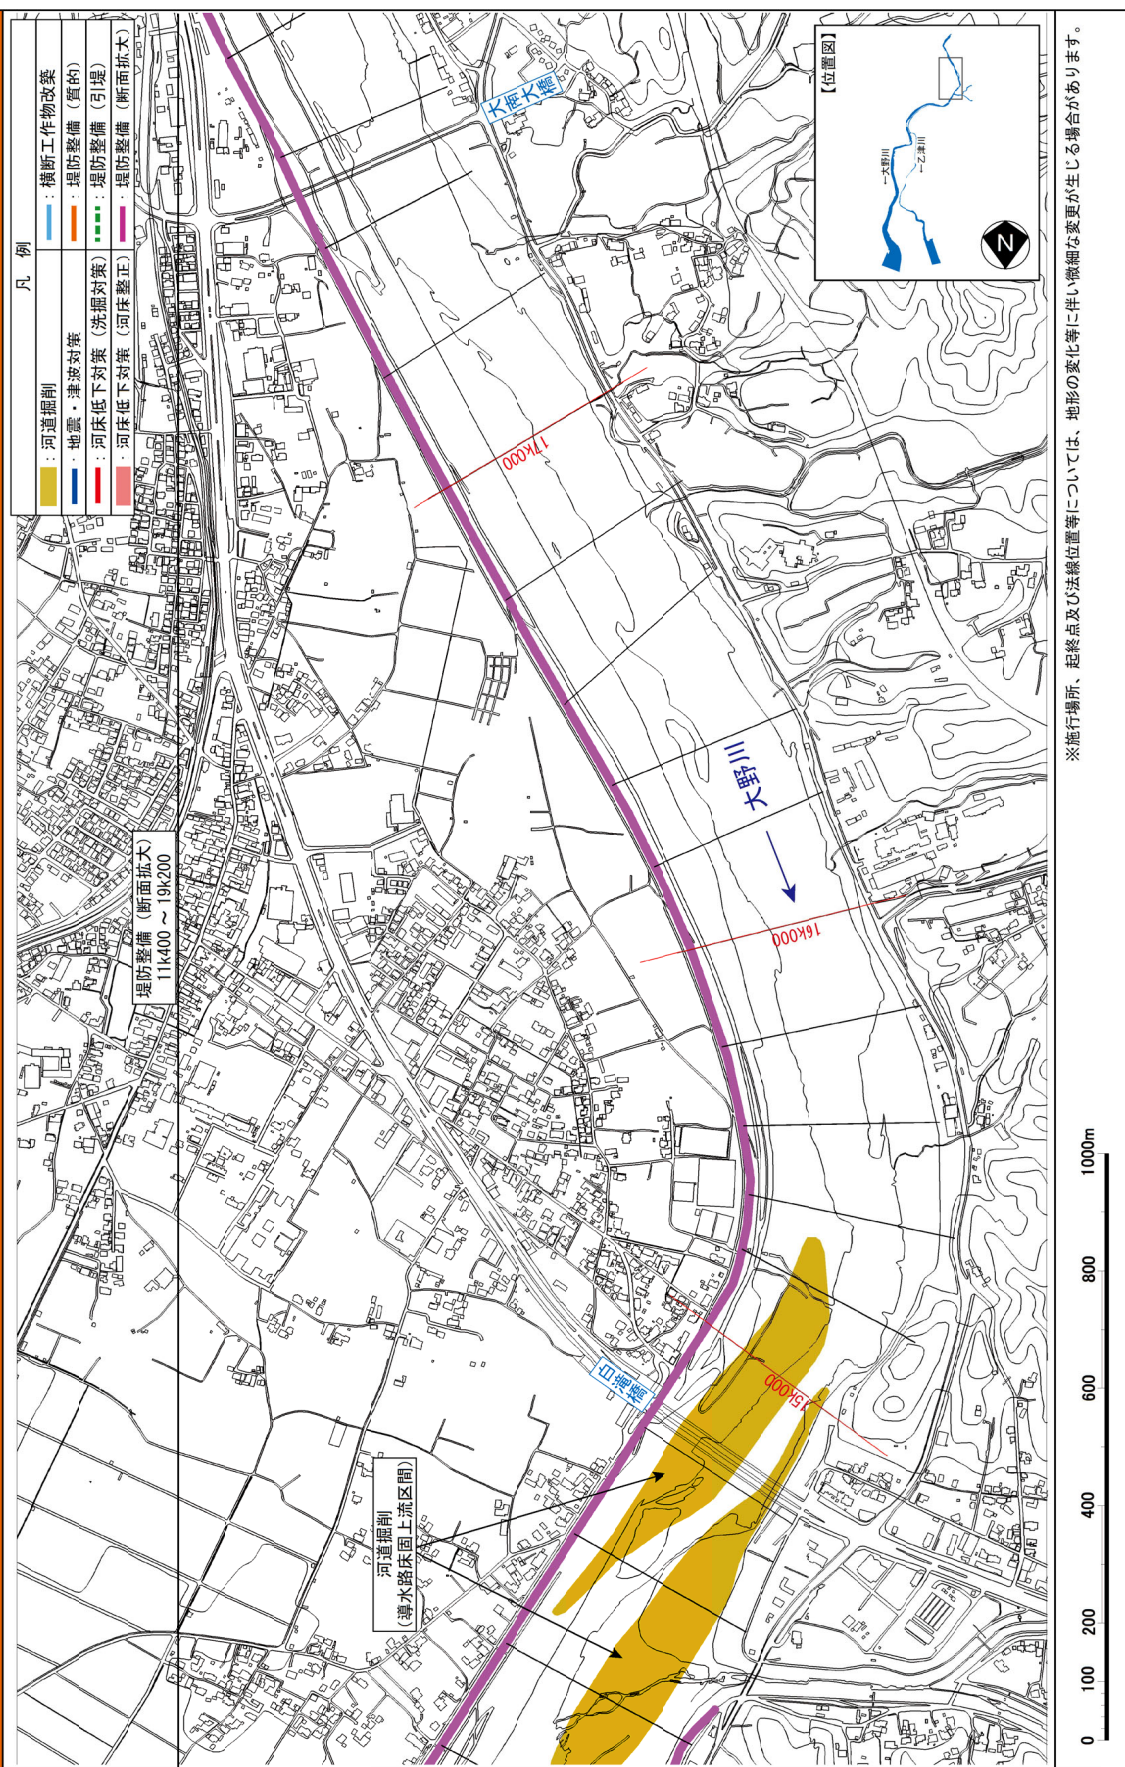 凡　例
：河道掘削
：横断工作物改築
：地震・津波対策
：堤防整備（質的）
：河床低下対策（洗掘対策）
：堤防整備（引堤）
：河床低下対策（河床整正）
：堤防整備（断面拡大）
堤防整備（断面拡大）
11k400 ～ 19k200
大南大橋
17k000
大野川
16k000
15k000
白滝橋
河道掘削
（導水路床固上流区間）
【位置図】
←大野川
←乙津川
N
0 100 200 400 600 800 1000m
※施行場所、起終点及び法線位置等については、地形の変化等に伴い微細な変更が生じる場合があります。